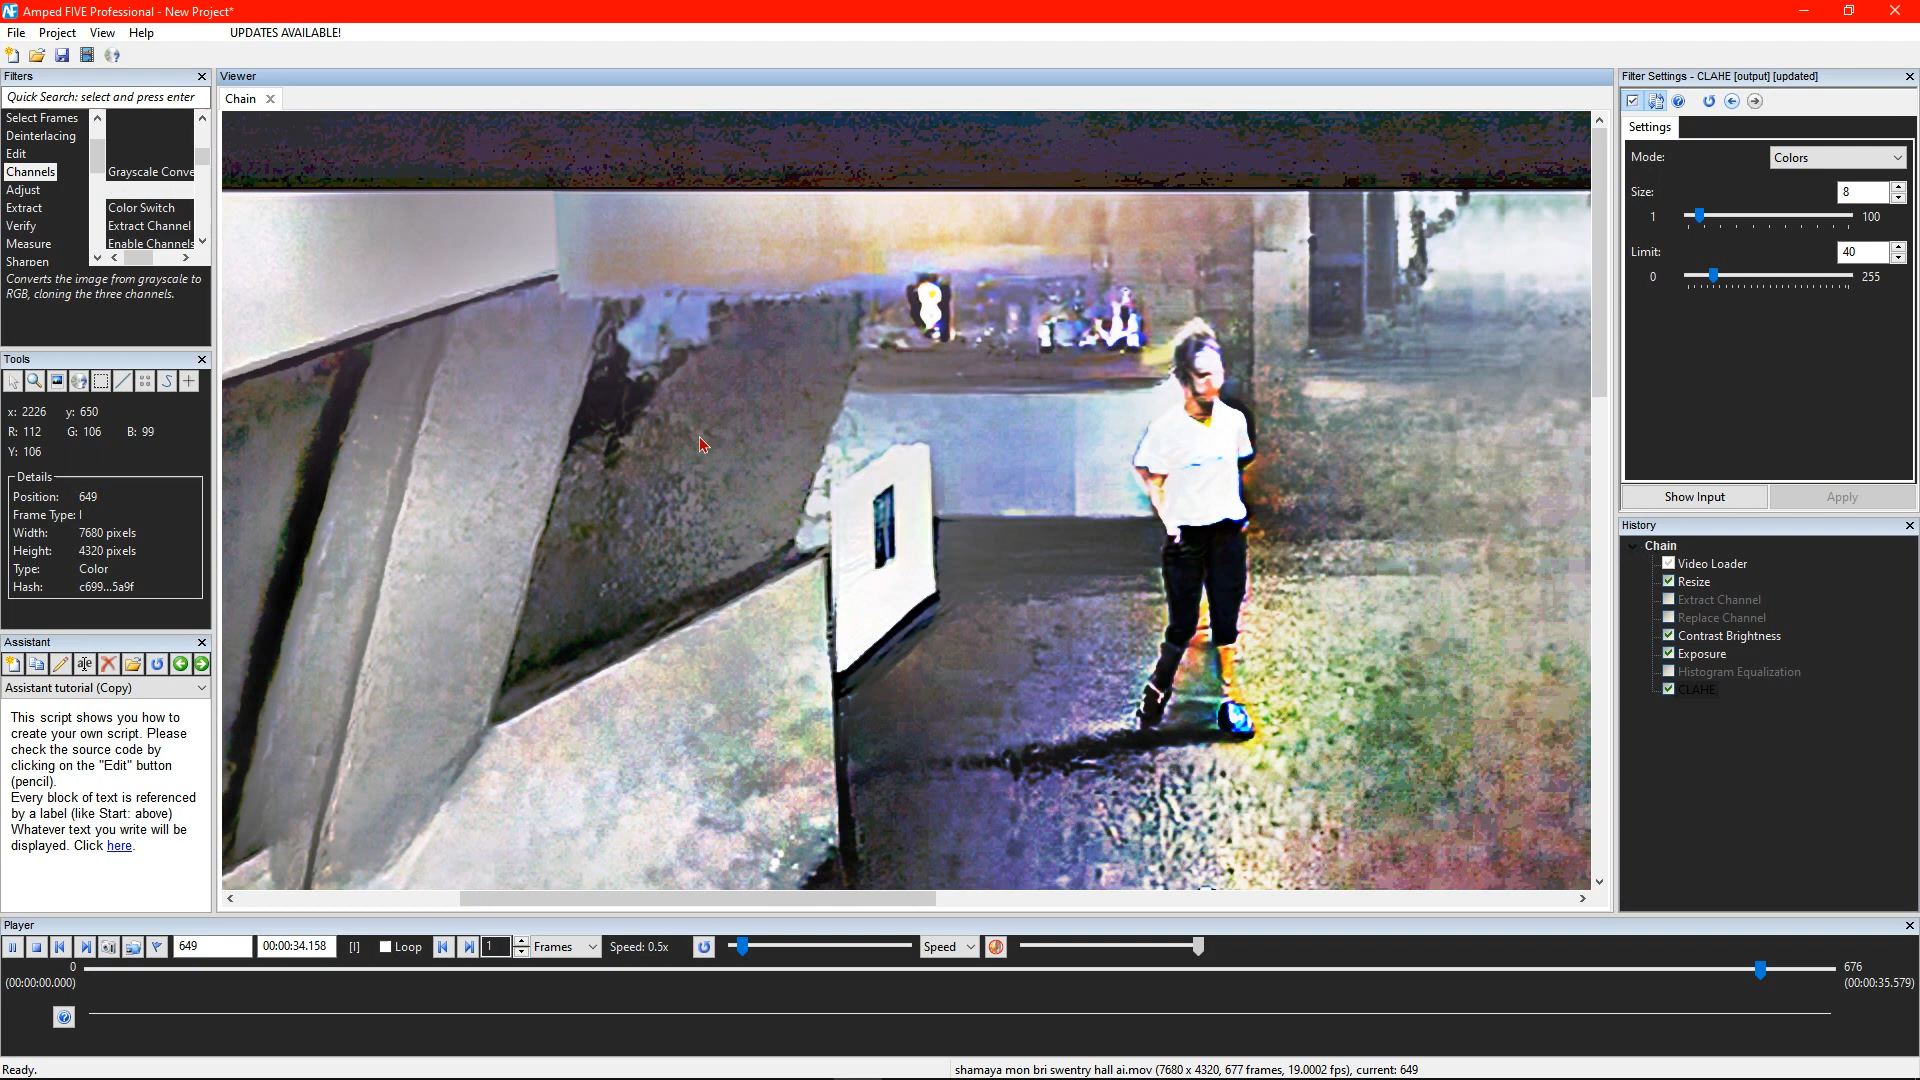 Amped FIVE Professional - New Project*
File Project View Help UPDATES AVAILABLE!
Filters
Quick Search: select and press enter
Select Frames
Deinterlacing
Edit
Channels
Adjust
Extract
Verify
Measure
Sharpen
Grayscale Conve
Color Switch
Extract Channel
Enable Channels
Converts the image from grayscale to
RGB, cloning the three channels.
Tools
x: 2226 y: 650
R: 112 G: 106 B: 99
Y: 106
Details
Position: 649
Frame Type: I
Width: 7680 pixels
Height: 4320 pixels
Type: Color
Hash: c699...5a9f
Assistant
Assistant tutorial (Copy)
This script shows you how to
create your own script. Please
check the source code by
clicking on the "Edit" button
(pencil).
Every block of text is referenced
by a label (like Start: above)
Whatever text you write will be
displayed. Click here.
Viewer
Chain
Filter Settings - CLAHE [output] [updated]
Settings
Mode: Colors
Size: 8
1 100
Limit: 40
0 255
Show Input Apply
History
Chain
Video Loader
Resize
Extract Channel
Replace Channel
Contrast Brightness
Exposure
Histogram Equalization
CLAHE
Player
649 00:00:34.158 [I] Loop 1 Frames Speed: 0.5x Speed
0 676
(00:00:00.000) (00:00:35.579)
Ready. shamaya mon bri swentry hall ai.mov (7680 x 4320, 677 frames, 19.0002 fps), current: 649